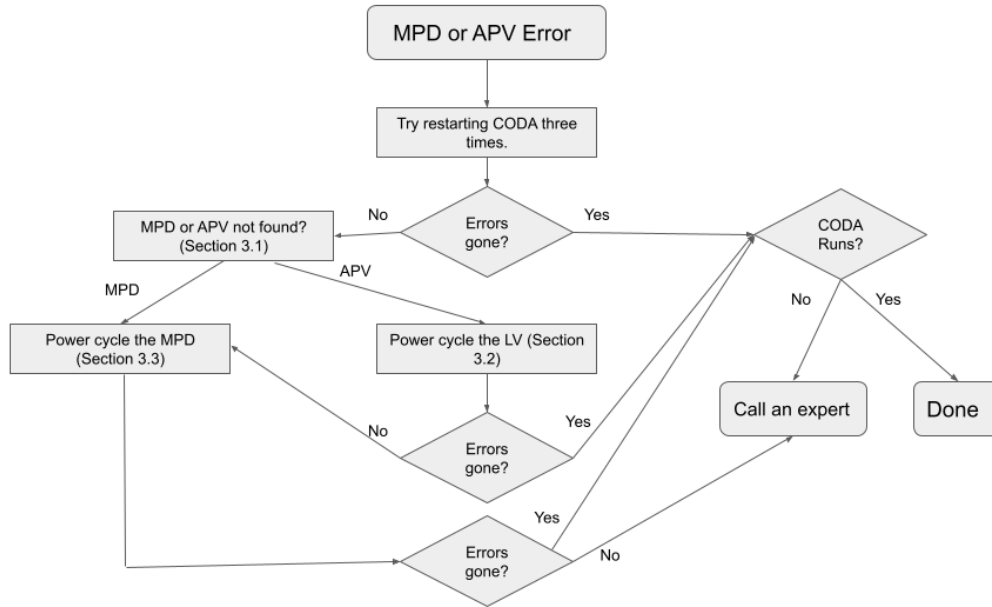 MPD or APV Error
Try restarting CODA three
times.
No
Errors
gone?
Yes
CODA
Runs?
MPD or APV not found?
(Section 3.1)
MPD
APV
No
Yes
Power cycle the MPD
(Section 3.3)
Power cycle the LV (Section
3.2)
Call an expert
Done
No
Errors
gone?
Yes
Yes
Errors
gone?
No